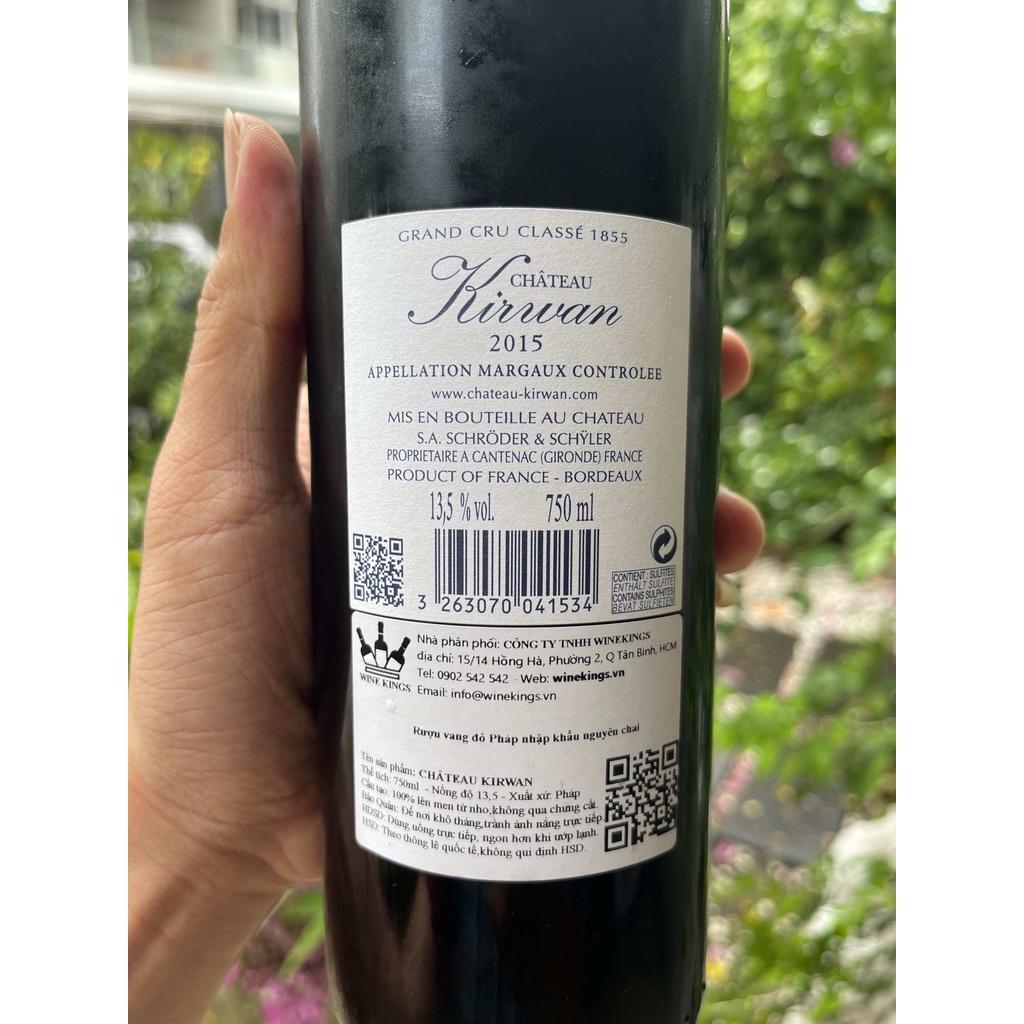 GRAND CRU CLASSÉ 1855
CHÂTEAU
Kirwan
2015
APPELLATION MARGAUX CONTROLEE
www.chateau-kirwan.com
MIS EN BOUTEILLE AU CHATEAU
S.A. SCHRÖDER & SCHŸLER
PROPRIETAIRE A CANTENAC (GIRONDE) FRANCE
PRODUCT OF FRANCE - BORDEAUX
13,5 % vol. 750 ml
3 263070 041534
CONTIENT : SULFITES
ENTHÄLT SULFITE
CONTAINS SULPHITES
BEVAT SULFIETEN
WINE KINGS
Nhà phân phối: CÔNG TY TNHH WINEKINGS
địa chỉ: 15/14 Hồng Hà, Phường 2, Q Tân Bình, HCM
Tel: 0902 542 542 - Web: winekings.vn
Email: info@winekings.vn
Rượu vang đỏ Pháp nhập khẩu nguyên chai
Tên sản phẩm: CHÂTEAU KIRWAN
Thể tích: 750ml - Nồng độ 13,5 - Xuất xứ: Pháp
Cấu tạo: 100% lên men từ nho,không qua chưng cất.
Bảo Quản: Để nơi khô tháng,tránh ánh nắng trực tiếp.
HDSD: Dùng uống trực tiếp, ngon hơn khi ướp lạnh.
HSD: Theo thông lệ quốc tế,không qui định HSD.